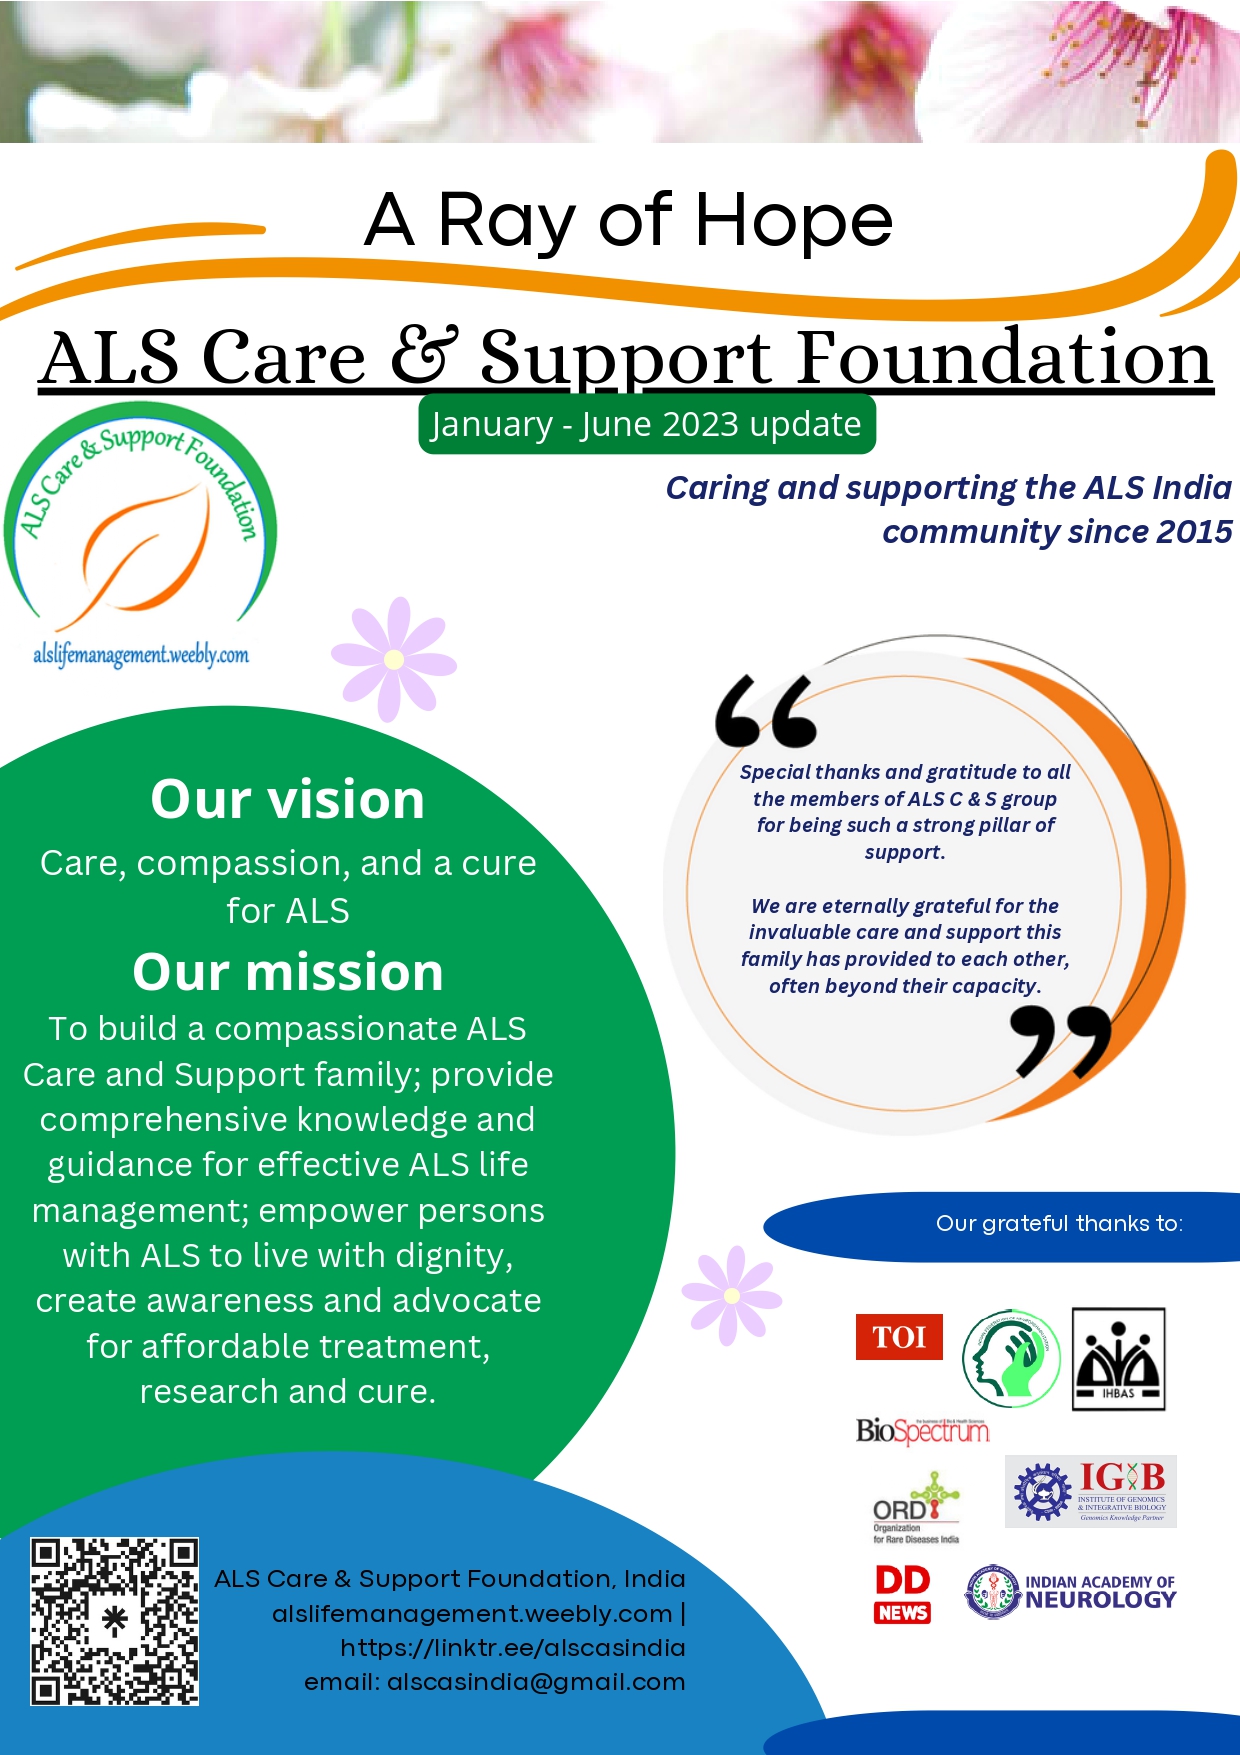 A Ray of Hope
ALS Care & Support Foundation
January - June 2023 update
ALS Care & Support Foundation
alslifemanagement.weebly.com
Caring and supporting the ALS India
community since 2015
Our vision
Care, compassion, and a cure
for ALS
Our mission
To build a compassionate ALS
Care and Support family; provide
comprehensive knowledge and
guidance for effective ALS life
management; empower persons
with ALS to live with dignity,
create awareness and advocate
for affordable treatment,
research and cure.
Special thanks and gratitude to all
the members of ALS C & S group
for being such a strong pillar of
support.
We are eternally grateful for the
invaluable care and support this
family has provided to each other,
often beyond their capacity.
Our grateful thanks to:
TOI
IHBAS
BioSpectrum
ORDI
Organization
for Rare Diseases India
IGIB
INSTITUTE OF GENOMICS
& INTEGRATIVE BIOLOGY
Genomics Knowledge Partner
DD
NEWS
INDIAN ACADEMY OF
NEUROLOGY
ALS Care & Support Foundation, India
alslifemanagement.weebly.com |
https://linktr.ee/alscasindia
email: alscasindia@gmail.com